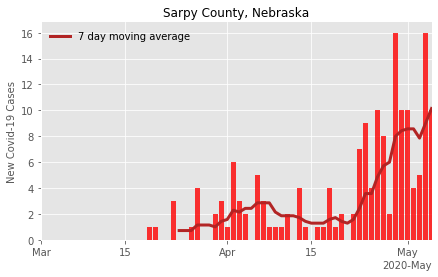 Sarpy County, Nebraska
7 day moving average
New Covid-19 Cases
16
14
12
10
8
6
4
2
0
Mar
15
Apr
15
May
2020-May